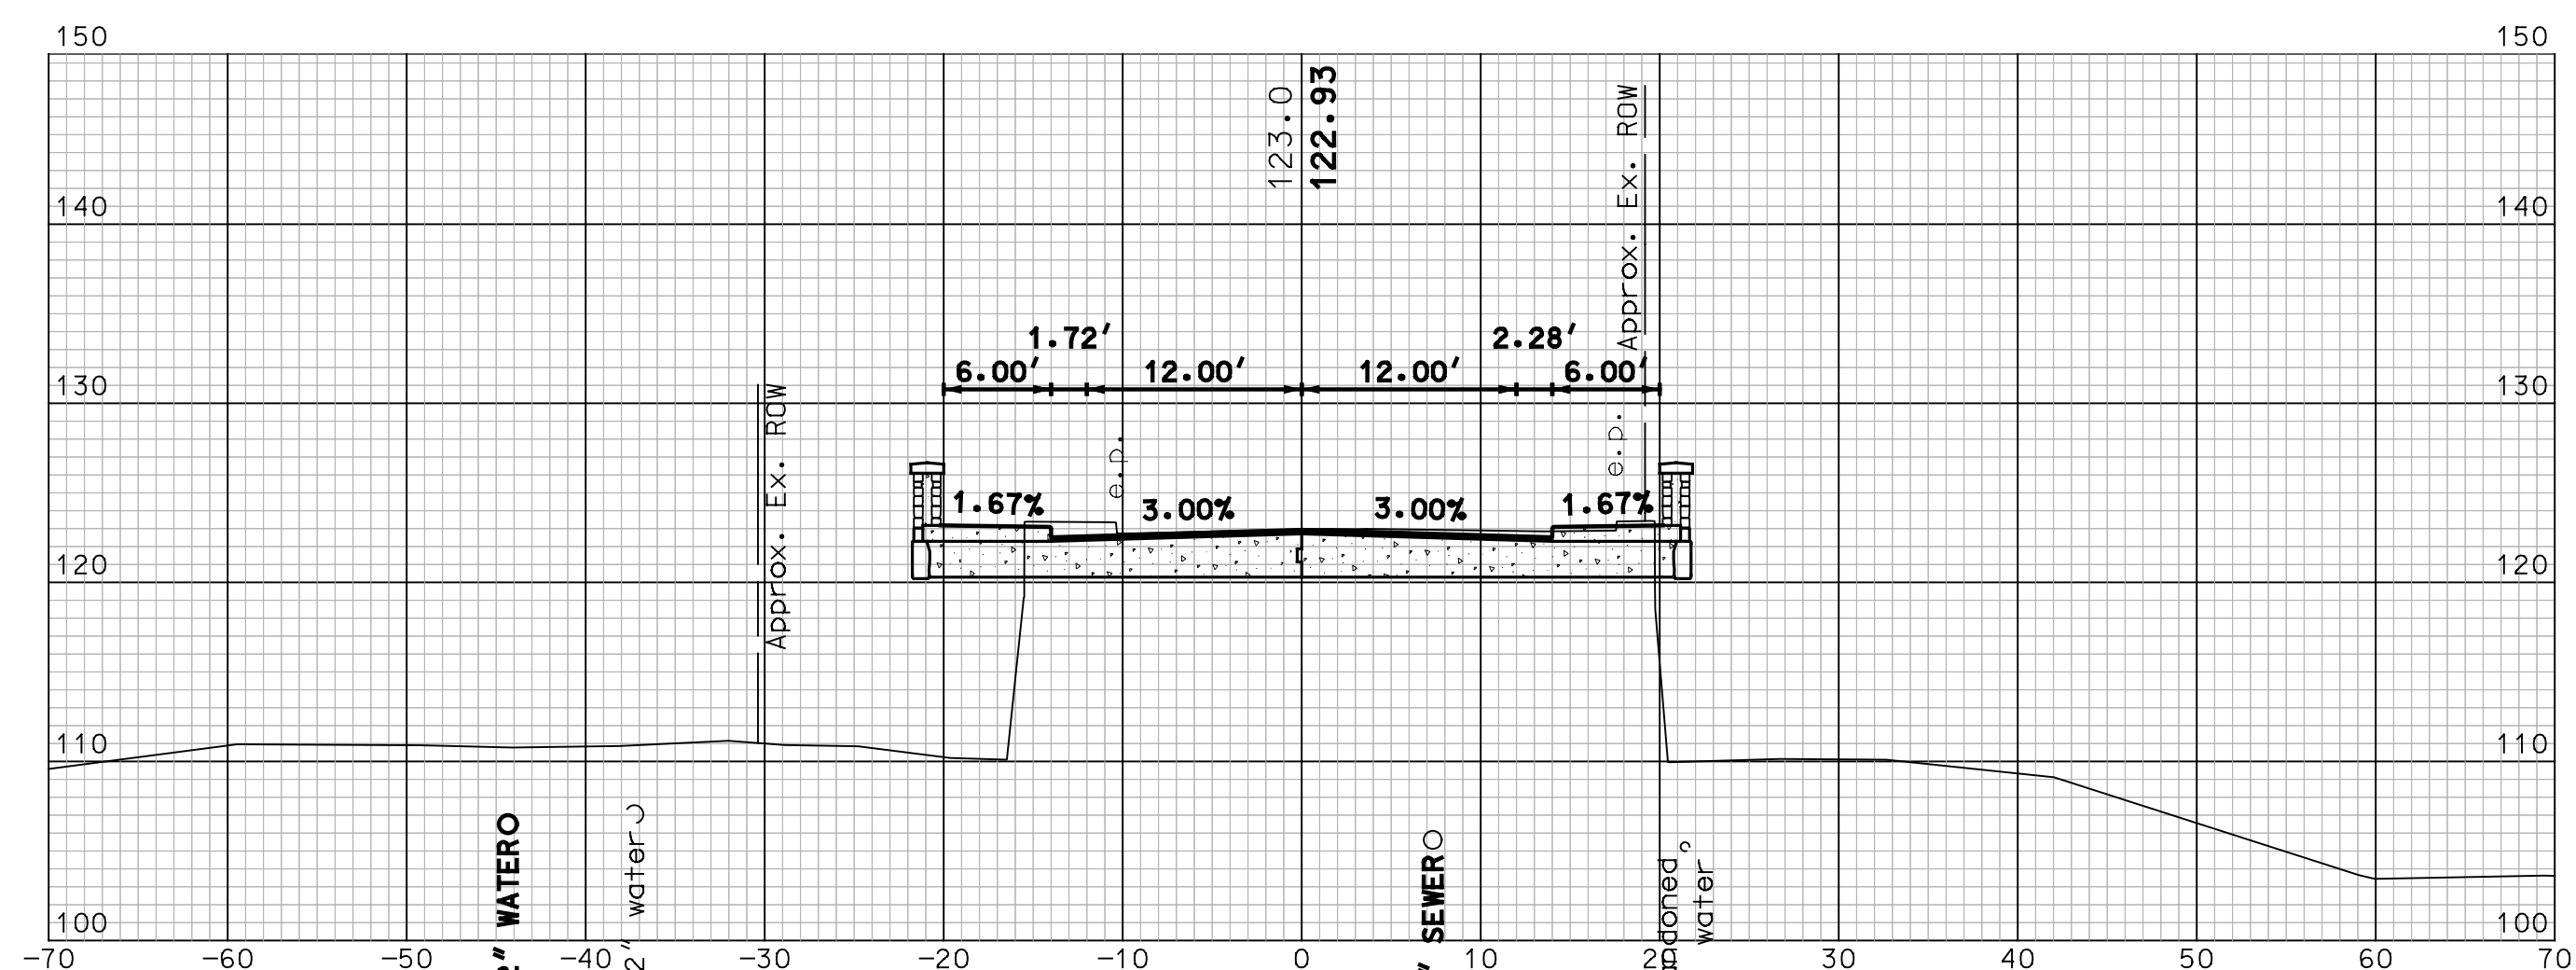 150 150
123.0
122.93
Approx. Ex. ROW
140 140
1.72' 2.28'
6.00' 12.00' 12.00' 6.00'
130 130
Approx. Ex. ROW
e.p. e.p.
1.67% 3.00% 3.00% 1.67%
120 120
110 110
WATER
water
SEWER
water
100 100
-70 -60 -50 -40 -30 -20 -10 0 10 20 30 40 50 60 70